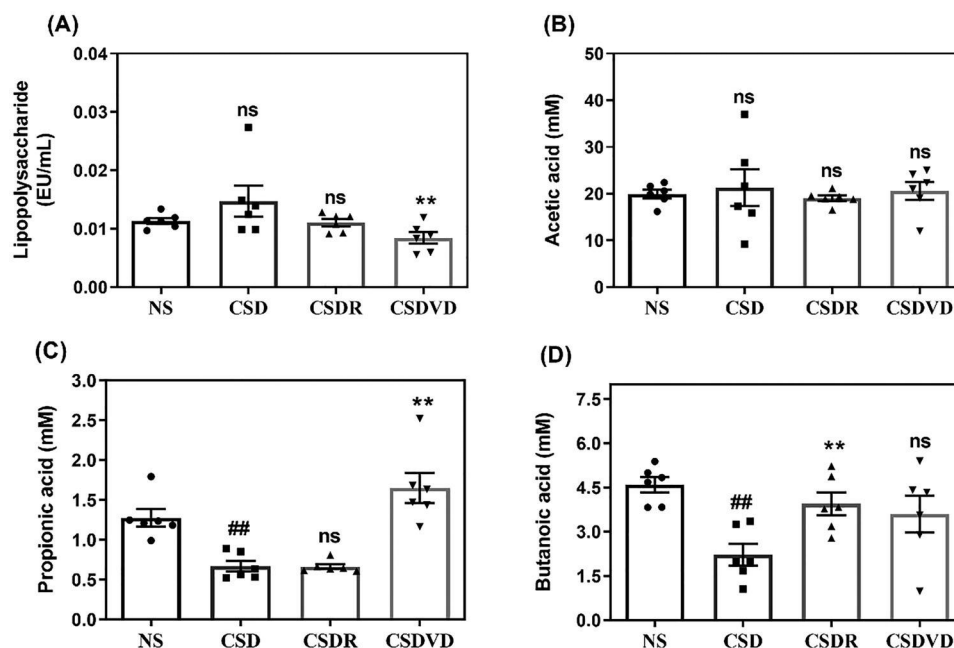 (A)
Lipopolysaccharide
(EU/mL)
0.04
0.03
0.02
0.01
0.00
ns
ns
**
NS CSD CSDR CSDVD
(B)
Acetic acid (mM)
50
40
30
20
10
0
ns
ns
ns
NS CSD CSDR CSDVD
(C)
Propionic acid (mM)
3.0
2.5
2.0
1.5
1.0
0.5
0.0
##
ns
**
NS CSD CSDR CSDVD
(D)
Butanoic acid (mM)
7.5
6.0
4.5
3.0
1.5
0.0
##
**
ns
NS CSD CSDR CSDVD